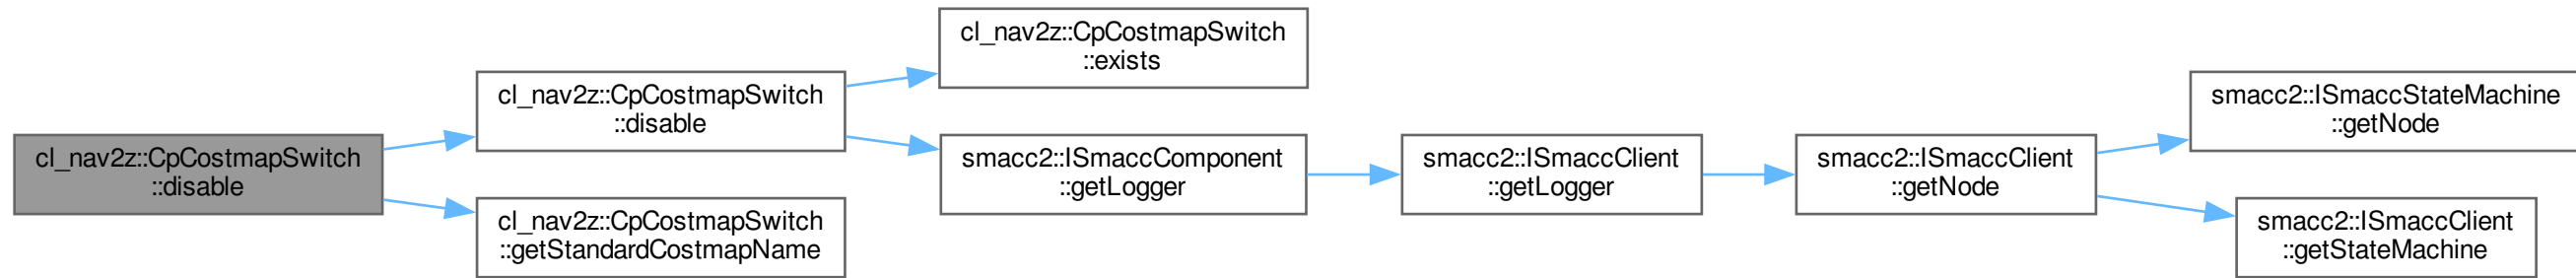 cl_nav2z::CpCostmapSwitch
::disable
cl_nav2z::CpCostmapSwitch
::disable
cl_nav2z::CpCostmapSwitch
::getStandardCostmapName
cl_nav2z::CpCostmapSwitch
::exists
smacc2::ISmaccComponent
::getLogger
smacc2::ISmaccClient
::getLogger
smacc2::ISmaccClient
::getNode
smacc2::ISmaccStateMachine
::getNode
smacc2::ISmaccClient
::getStateMachine